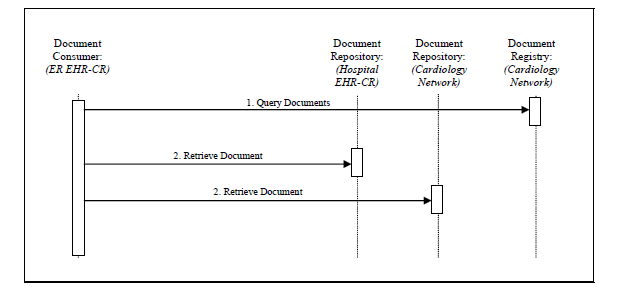 Document
Consumer:
(ER EHR-CR)
Document
Repository:
(Hospital
EHR-CR)
Document
Repository:
(Cardiology
Network)
Document
Registry:
(Cardiology
Network)
1. Query Documents
2. Retrieve Document
2. Retrieve Document